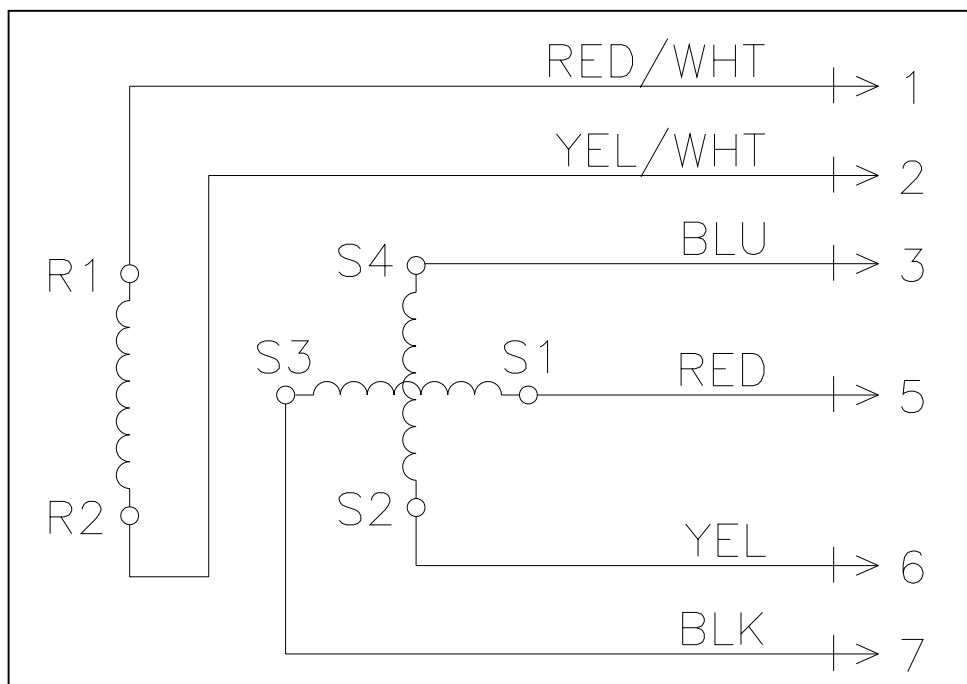 RED/WHT 1
YEL/WHT 2
BLU 3
R1 S4
S3 S1 RED 5
R2 S2
YEL 6
BLK 7